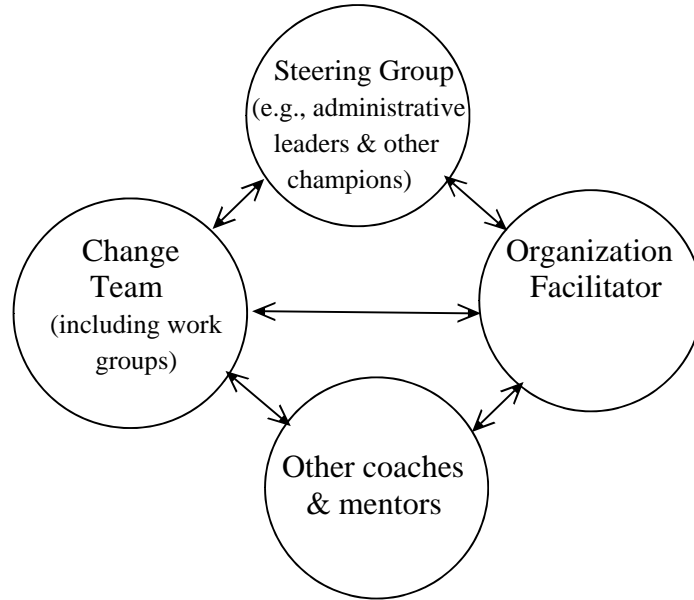 Steering Group
(e.g., administrative
leaders & other
champions)
Change
Team
(including work
groups)
Organization
Facilitator
Other coaches
& mentors